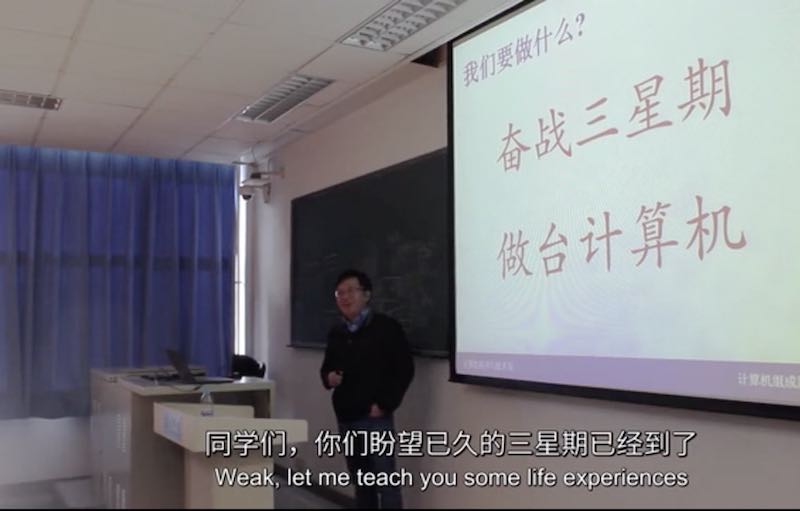 我们要做什么?
奋战三星期
做台计算机
计算机组成
同学们，你们盼望已久的三星期已经到了
Weak, let me teach you some life experiences